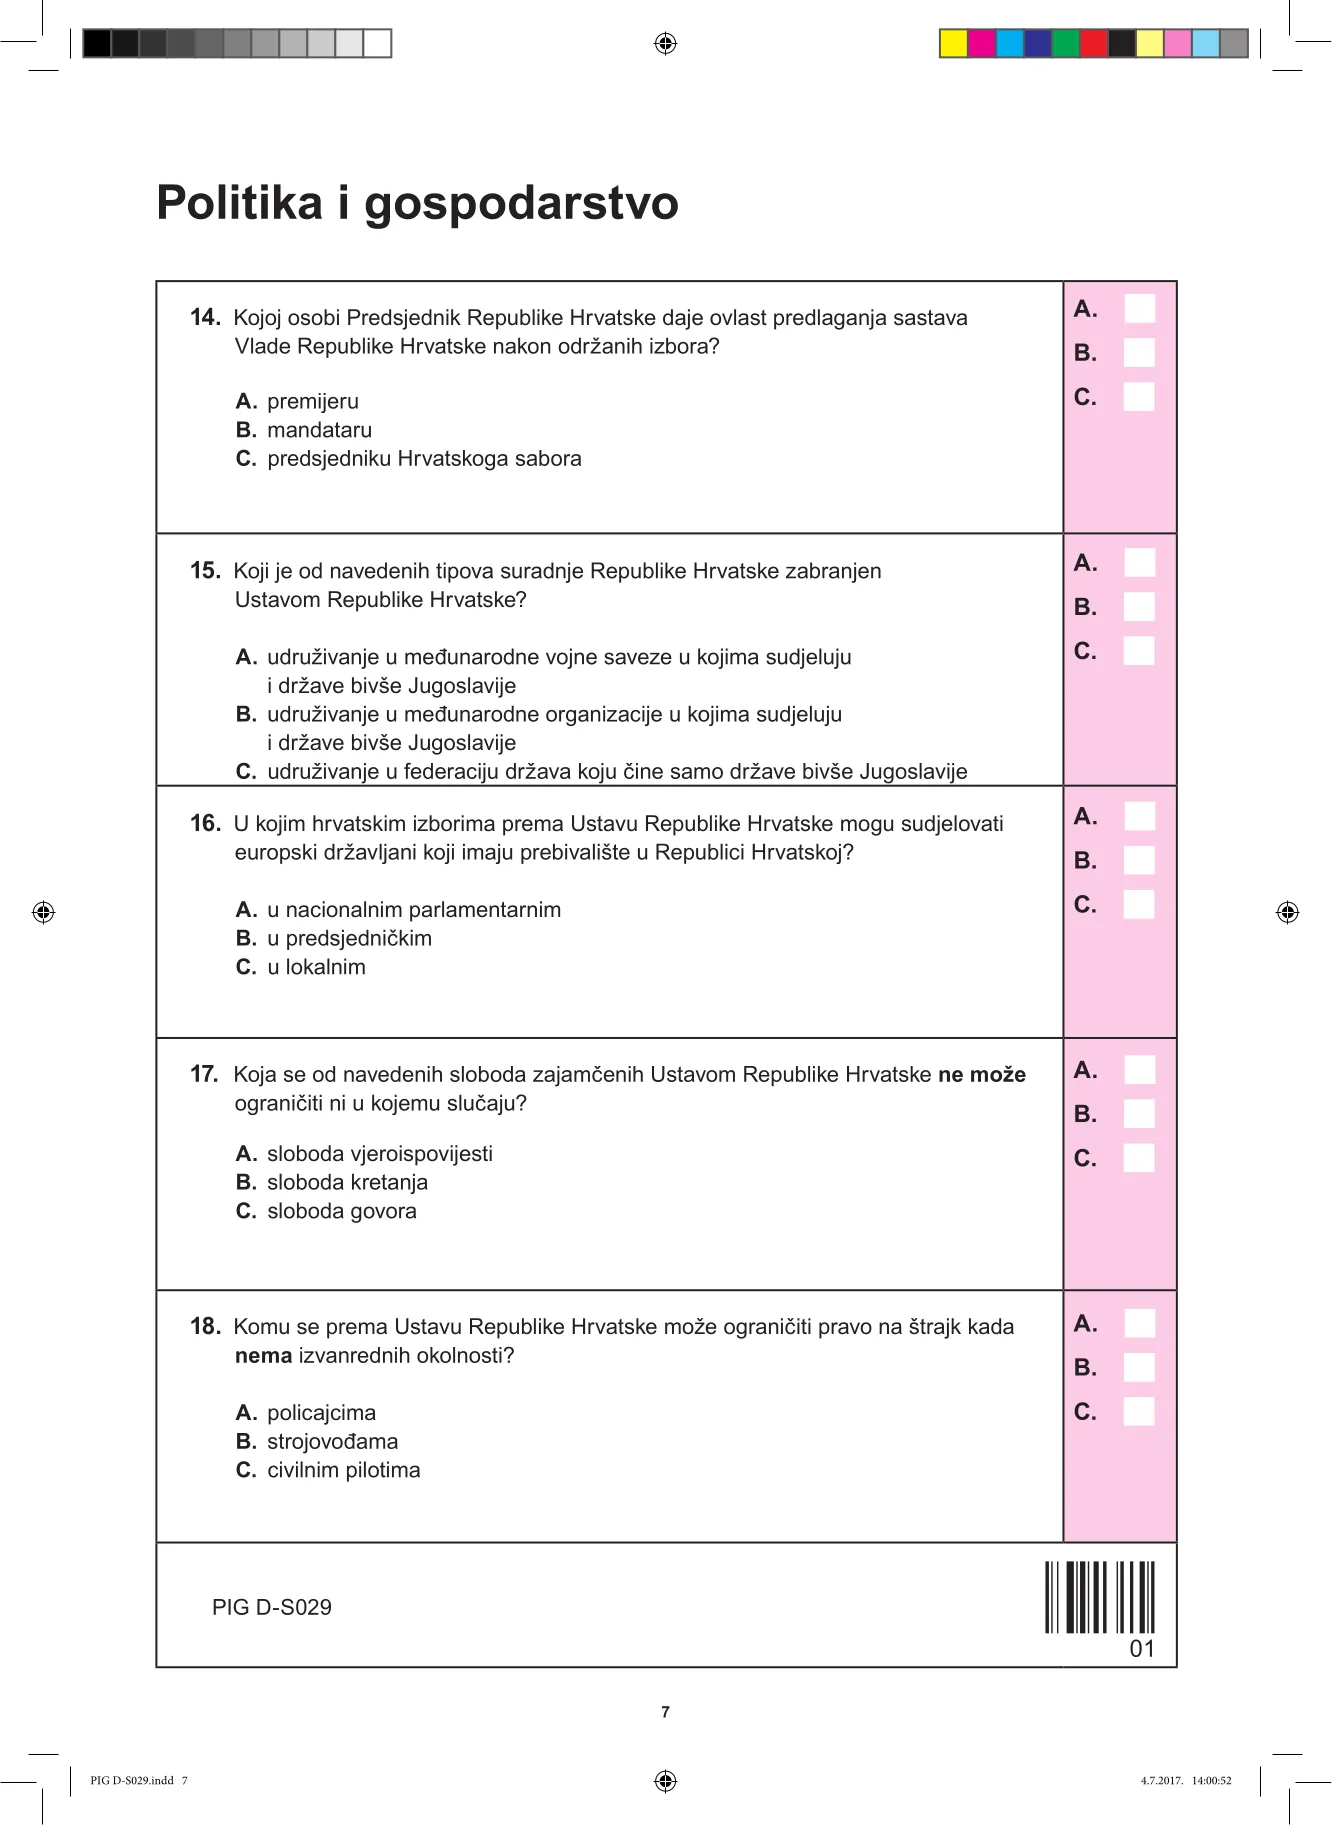 Politika i gospodarstvo
14. Kojoj osobi Predsjednik Republike Hrvatske daje ovlast predlaganja sastava
Vlade Republike Hrvatske nakon održanih izbora?
A. premijeru
B. mandataru
C. predsjedniku Hrvatskoga sabora
A.
B.
C.
15. Koji je od navedenih tipova suradnje Republike Hrvatske zabranjen
Ustavom Republike Hrvatske?
A. udruživanje u međunarodne vojne saveze u kojima sudjeluju
i države bivše Jugoslavije
B. udruživanje u međunarodne organizacije u kojima sudjeluju
i države bivše Jugoslavije
C. udruživanje u federaciju država koju čine samo države bivše Jugoslavije
A.
B.
C.
16. U kojim hrvatskim izborima prema Ustavu Republike Hrvatske mogu sudjelovati
europski državljani koji imaju prebivalište u Republici Hrvatskoj?
A. u nacionalnim parlamentarnim
B. u predsjedničkim
C. u lokalnim
A.
B.
C.
17. Koja se od navedenih sloboda zajamčenih Ustavom Republike Hrvatske ne može
ograničiti ni u kojemu slučaju?
A. sloboda vjeroispovijesti
B. sloboda kretanja
C. sloboda govora
A.
B.
C.
18. Komu se prema Ustavu Republike Hrvatske može ograničiti pravo na štrajk kada
nema izvanrednih okolnosti?
A. policajcima
B. strojovođama
C. civilnim pilotima
A.
B.
C.
PIG D-S029
01
7
PIG D-S029.indd 7
4.7.2017. 14:00:52